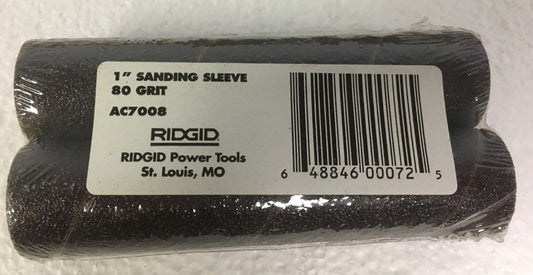 1" SANDING SLEEVE
80 GRIT
AC7008
RIDGID
RIDGID Power Tools
St. Louis, MO
6 48846 00072 5